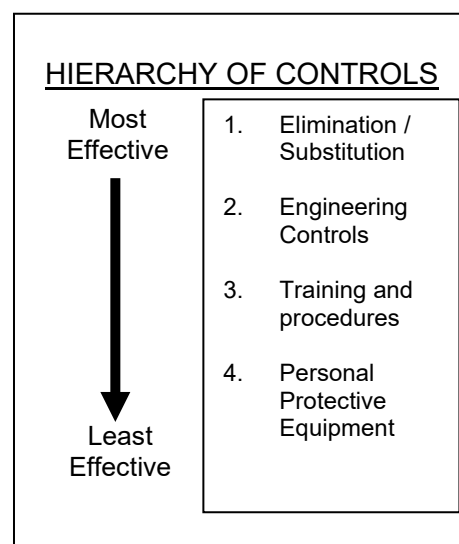 HIERARCHY OF CONTROLS
Most
Effective
1. Elimination /
Substitution
2. Engineering
Controls
3. Training and
procedures
4. Personal
Protective
Equipment
Least
Effective